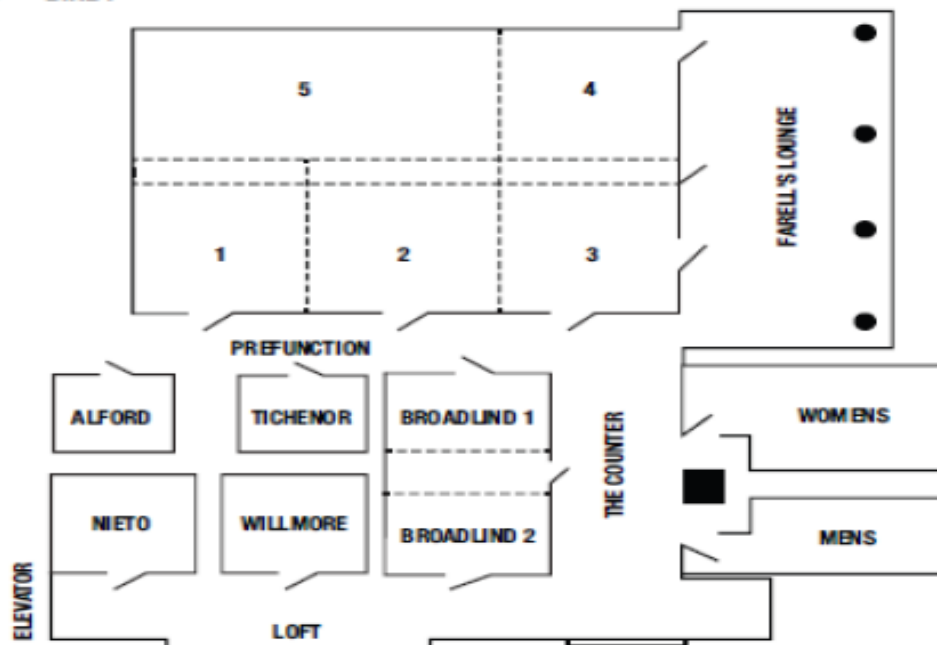 5
4
FARELL'S LOUNGE
1
2
3
PREFUNCTION
ALFORD
TICHENOR
BROADLIND 1
THE COUNTER
WOMENS
NIETO
WILLMORE
BROADLIND 2
MENS
ELEVATOR
LOFT